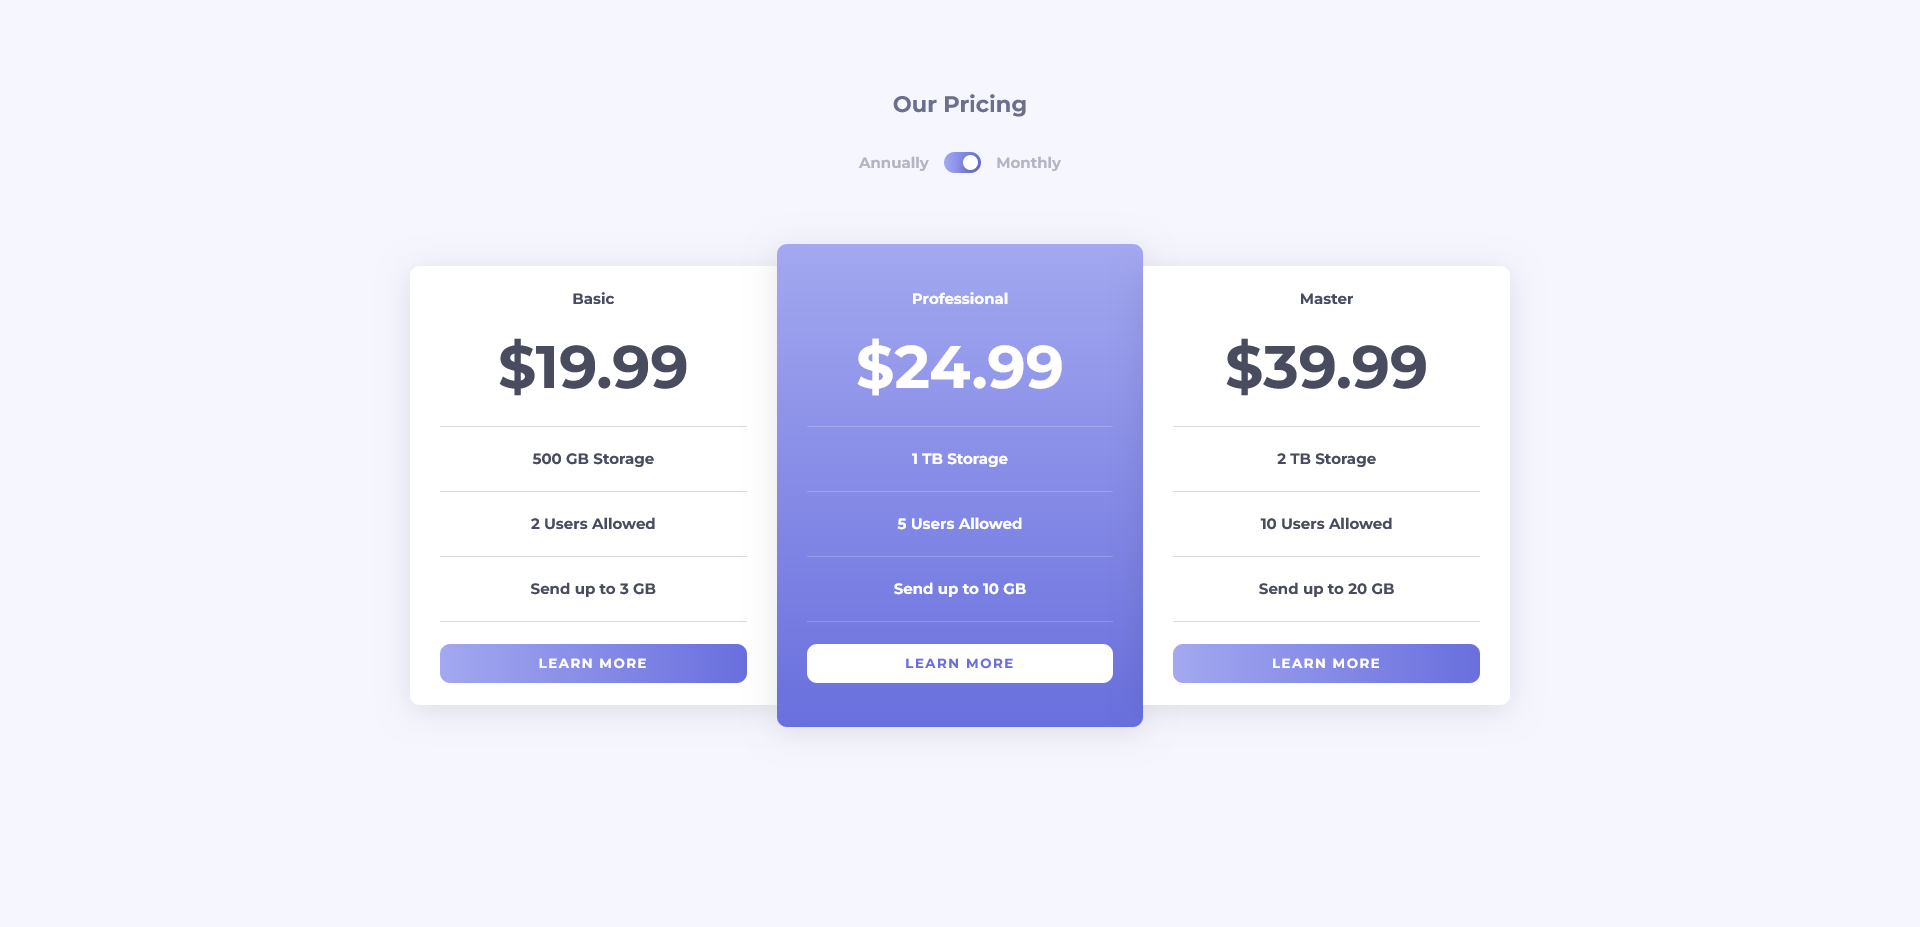 Our Pricing
Annually Monthly
Basic
$19.99
500 GB Storage
2 Users Allowed
Send up to 3 GB
LEARN MORE
Professional
$24.99
1 TB Storage
5 Users Allowed
Send up to 10 GB
LEARN MORE
Master
$39.99
2 TB Storage
10 Users Allowed
Send up to 20 GB
LEARN MORE